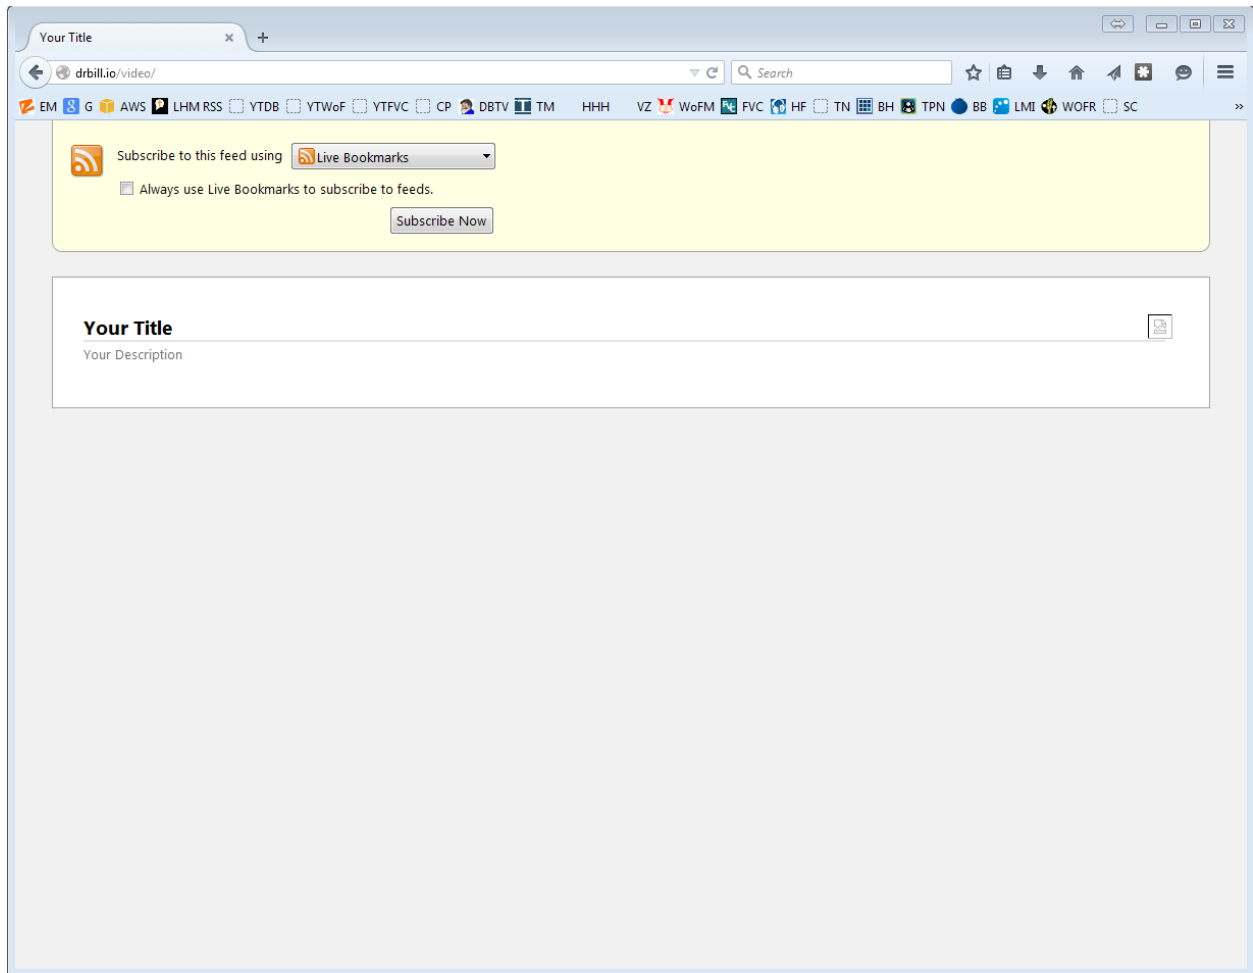 Your Title
drbill.io/video/
Search
EM G AWS LHM RSS YTDB YTWoF YTFVC CP DBTV TM HHH VZ WoFM FVC HF TN BH TPN BB LMI WOFR SC »
Subscribe to this feed using Live Bookmarks
Always use Live Bookmarks to subscribe to feeds.
Subscribe Now
Your Title
Your Description